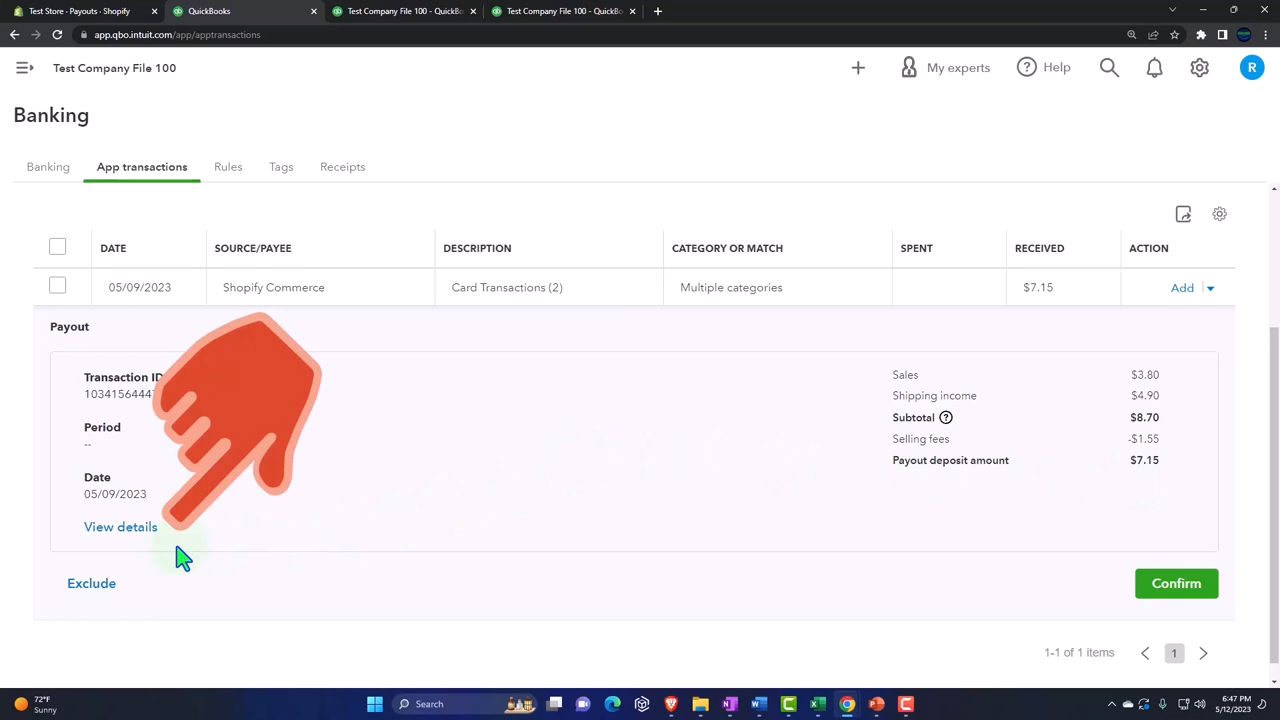 Test Store - Payouts - Shopify
QuickBooks
Test Company File 100 - QuickBo
Test Company File 100 - QuickBo
app.qbo.intuit.com/app/apptransactions
Test Company File 100
My experts
Help
R
Banking
Banking
App transactions
Rules
Tags
Receipts
DATE
SOURCE/PAYEE
DESCRIPTION
CATEGORY OR MATCH
SPENT
RECEIVED
ACTION
05/09/2023
Shopify Commerce
Card Transactions (2)
Multiple categories
$7.15
Add
Payout
Transaction ID
Sales $3.80
Shipping income $4.90
Period
--
Subtotal $8.70
Selling fees -$1.55
Payout deposit amount $7.15
Date
05/09/2023
View details
Exclude
Confirm
1-1 of 1 items
1
72°F
Sunny
Search
6:47 PM
5/12/2023